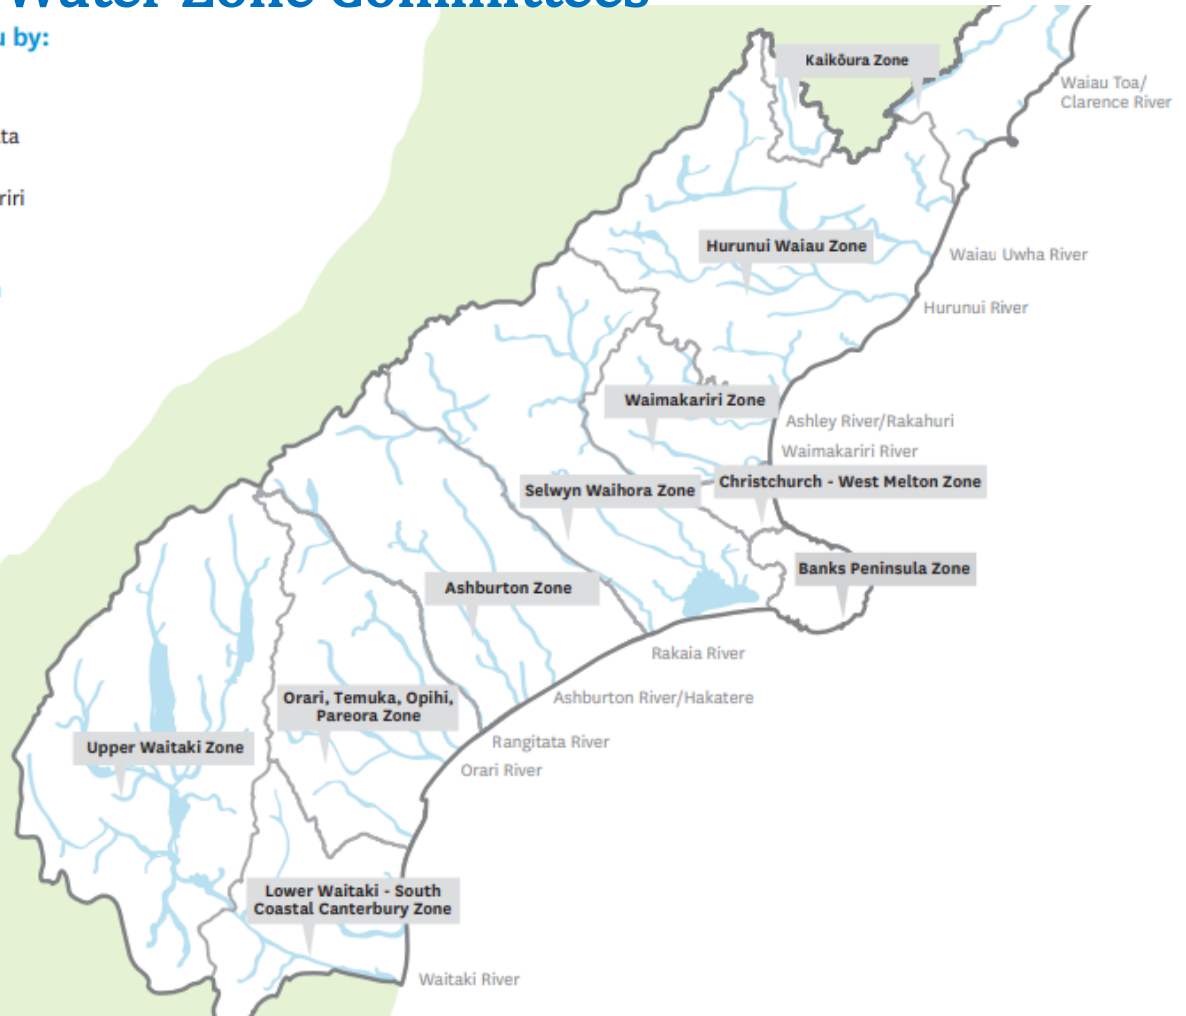 Water Zone Committees
u by:
ta
riri
Kaikōura Zone
Waiau Toa/
Clarence River
Hurunui Waiau Zone
Waiau Uwha River
Hurunui River
Waimakariri Zone
Ashley River/Rakahuri
Waimakariri River
Christchurch - West Melton Zone
Selwyn Waihora Zone
Banks Peninsula Zone
Ashburton Zone
Rakaia River
Ashburton River/Hakatere
Orari, Temuka, Opihi,
Pareora Zone
Rangitata River
Upper Waitaki Zone
Orari River
Lower Waitaki - South
Coastal Canterbury Zone
Waitaki River